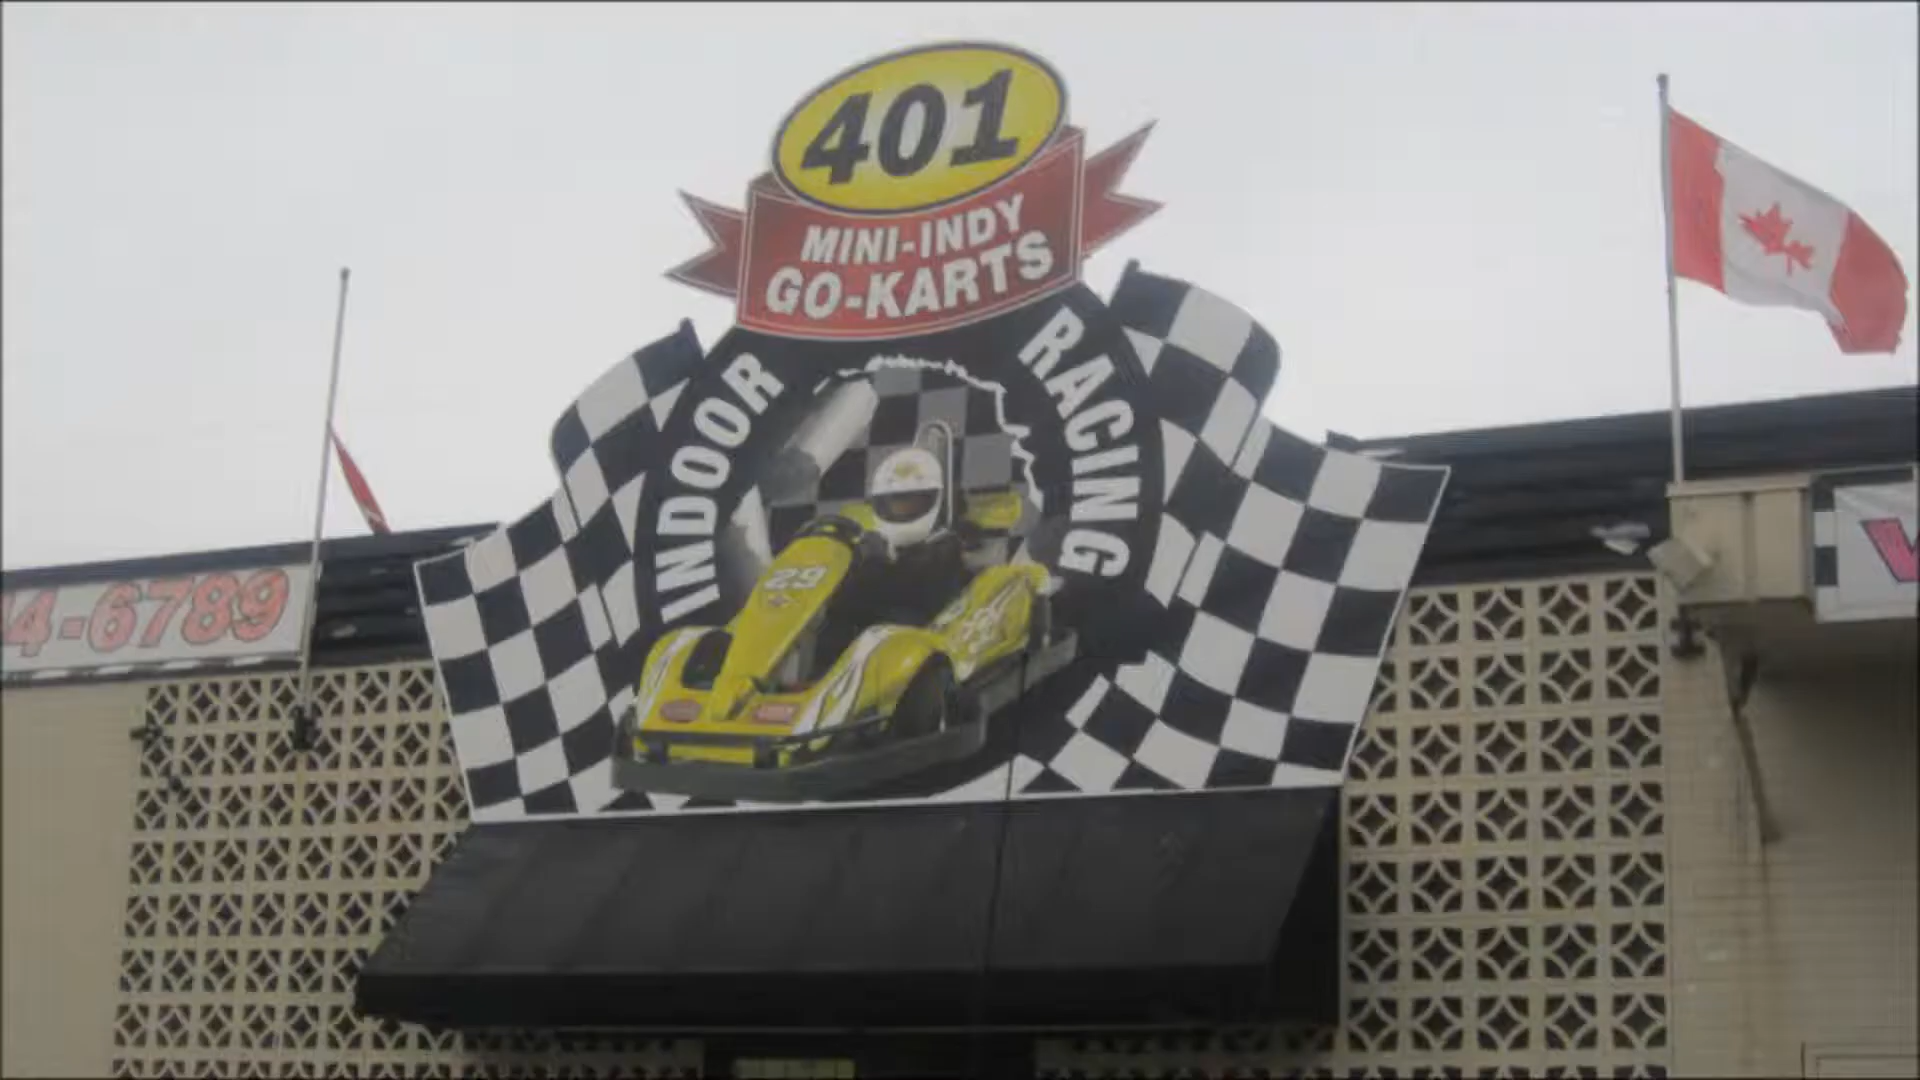 401
MINI-INDY
GO-KARTS
INDOOR RACING
29
4-6789